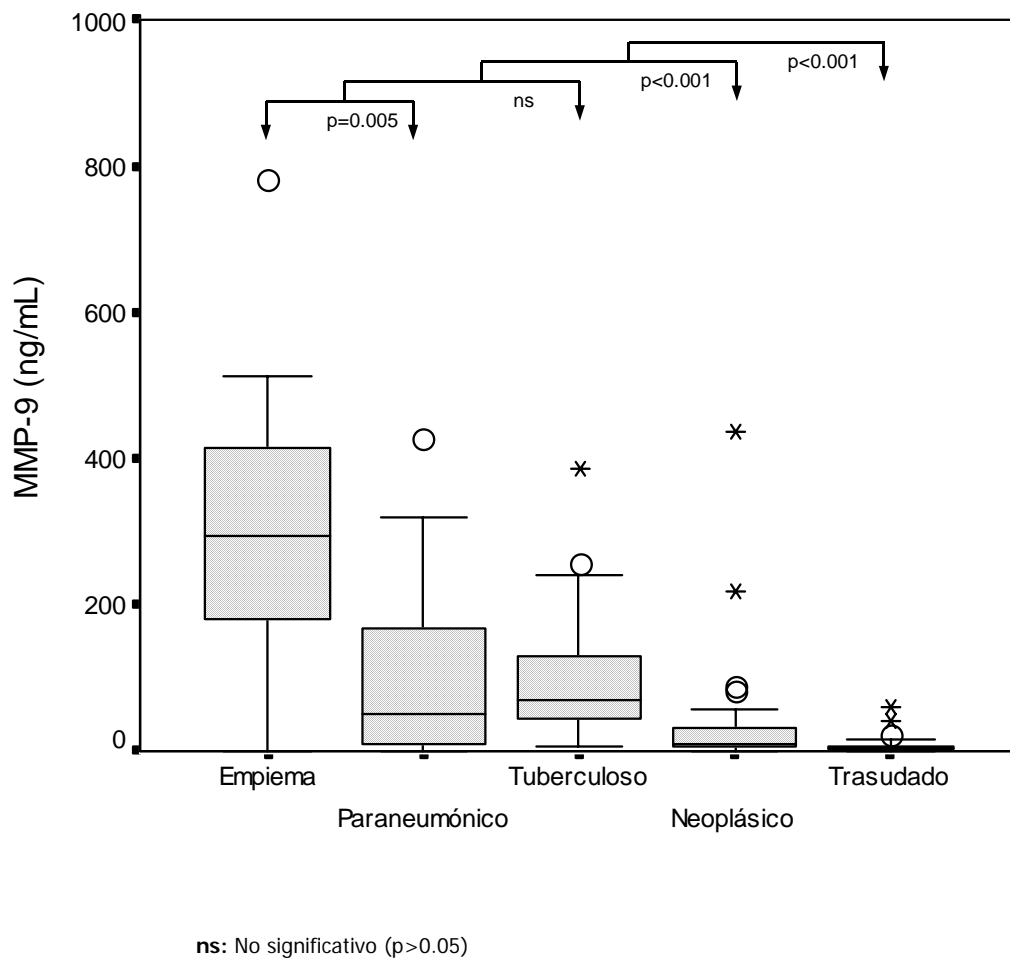 1000
p<0.001
p<0.001
ns
p=0.005
800
600
400
200
0
MMP-9 (ng/mL)
Empiema
Tuberculoso
Trasudado
Paraneumónico
Neoplásico
ns: No significativo (p>0.05)